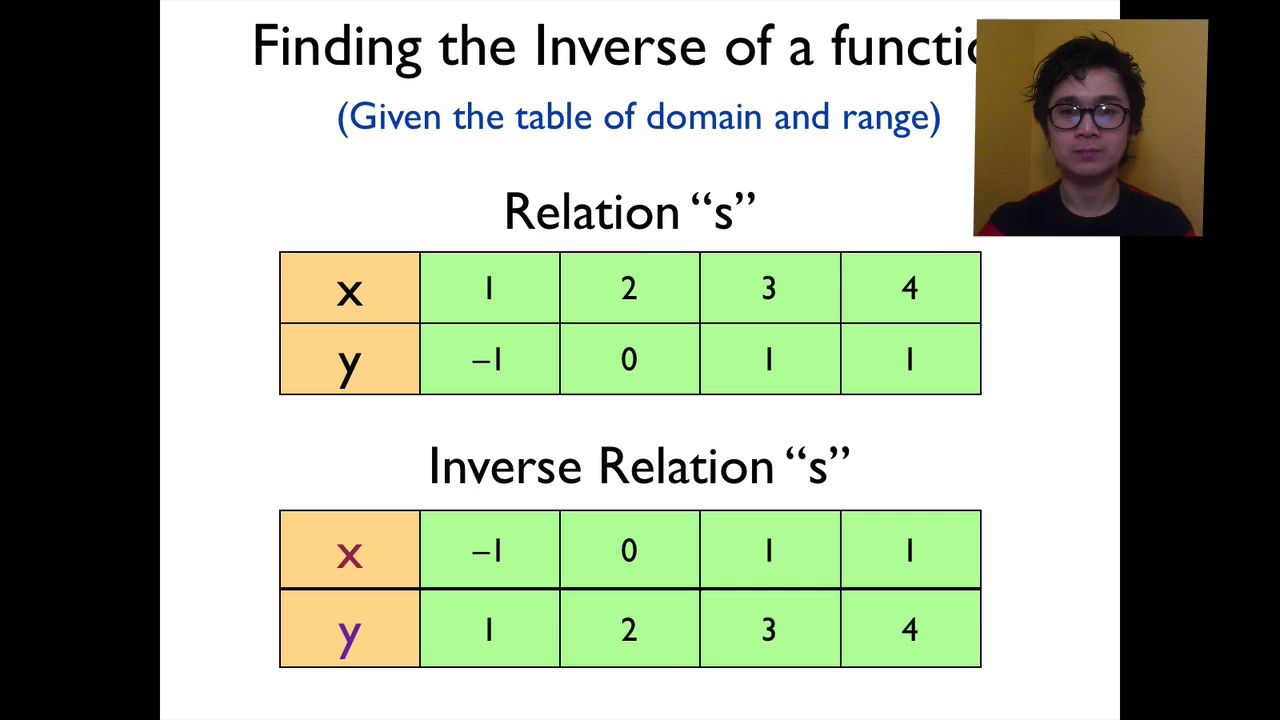 Finding the Inverse of a functio
(Given the table of domain and range)
Relation “s”
x 1 2 3 4
y –1 0 1 1
Inverse Relation “s”
x –1 0 1 1
y 1 2 3 4